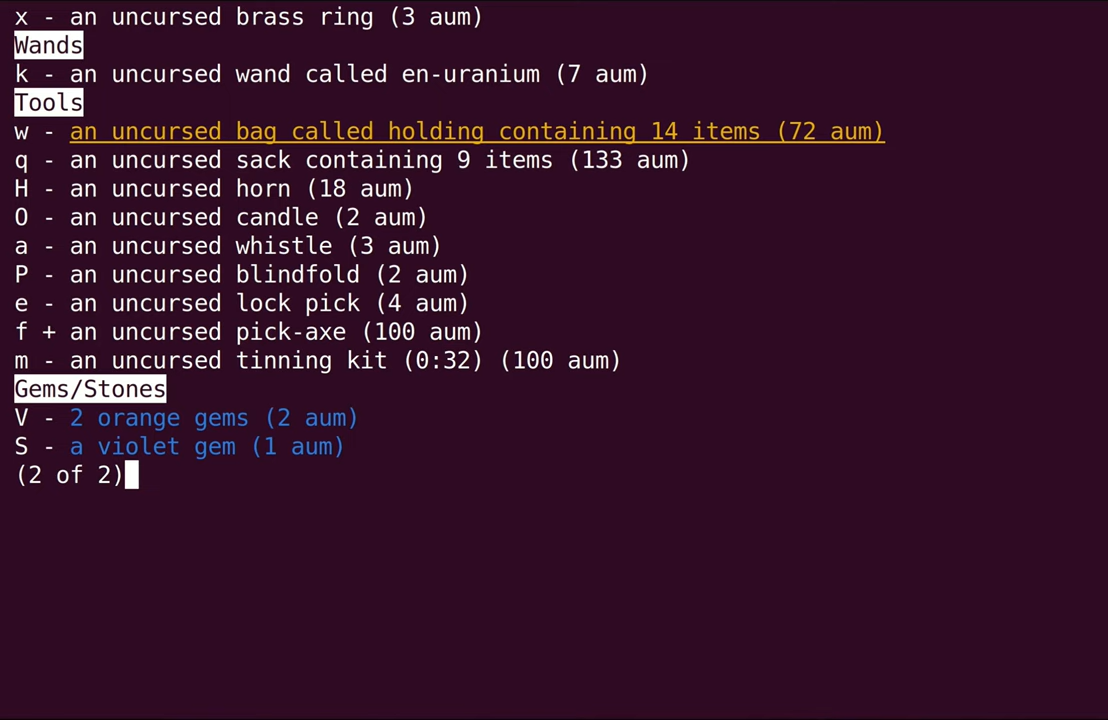 x - an uncursed brass ring (3 aum)
Wands
k - an uncursed wand called en-uranium (7 aum)
Tools
w - an uncursed bag called holding containing 14 items (72 aum)
q - an uncursed sack containing 9 items (133 aum)
H - an uncursed horn (18 aum)
O - an uncursed candle (2 aum)
a - an uncursed whistle (3 aum)
P - an uncursed blindfold (2 aum)
e - an uncursed lock pick (4 aum)
f + an uncursed pick-axe (100 aum)
m - an uncursed tinning kit (0:32) (100 aum)
Gems/Stones
V - 2 orange gems (2 aum)
S - a violet gem (1 aum)
(2 of 2)